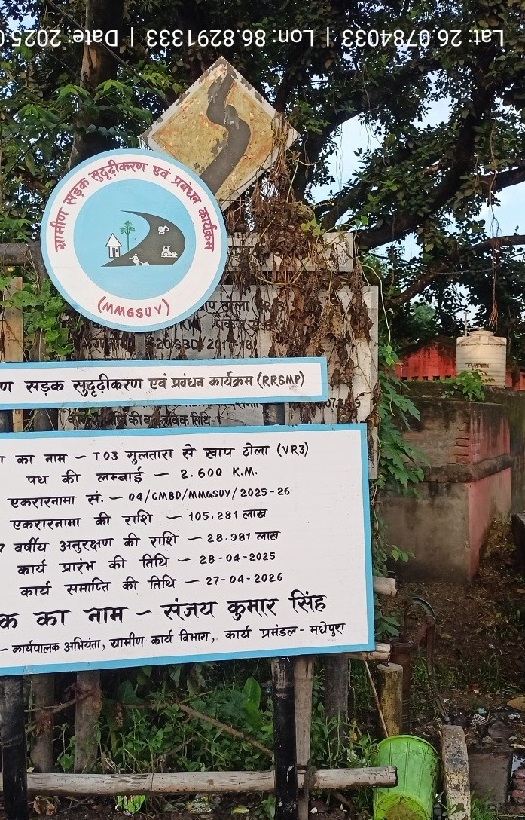 Lat: 26.0784033 | Lon: 86.8291333 | Date: 2025-0
ग्रामीण सड़क सुदृढ़ीकरण एवं प्रबंधन कार्यक्रम
(MMGSUY)
ण सड़क सुदृढ़ीकरण एवं प्रबंधन कार्यक्रम (RRSMP)
का नाम - T03 गुलतारा से खाप टोला (VR3)
पथ की लम्बाई - 2.600 K.M.
एकरारनामा सं. - 04/GMBD/MMGSUY/2025-26
एकरारनामा की राशि - 105.281 लाख
वर्षीय अनुरक्षण की राशि - 28.981 लाख
कार्य प्रारंभ की तिथि - 28-04-2025
कार्य समाप्ति की तिथि - 27-04-2026
क का नाम - संजय कुमार सिंह
- कार्यपालक अभियंता, ग्रामीण कार्य विभाग, कार्य प्रमंडल - मधेपुरा